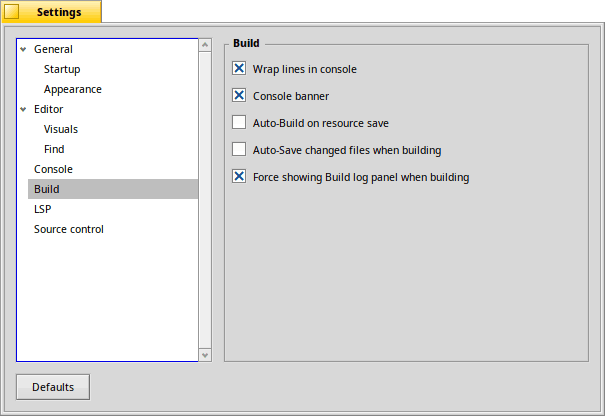 Settings
General
Startup
Appearance
Editor
Visuals
Find
Console
Build
LSP
Source control
Build
Wrap lines in console
Console banner
Auto-Build on resource save
Auto-Save changed files when building
Force showing Build log panel when building
Defaults